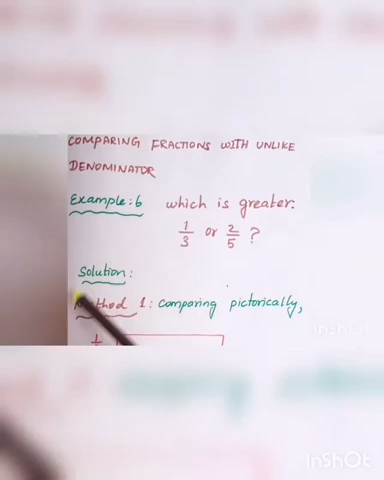 COMPARING FRACTIONS WITH UNLIKE
DENOMINATOR
Example:6 which is greater:
1/3 or 2/5 ?
Solution:
Method 1: Comparing pictorically,
InShOt
InShOt